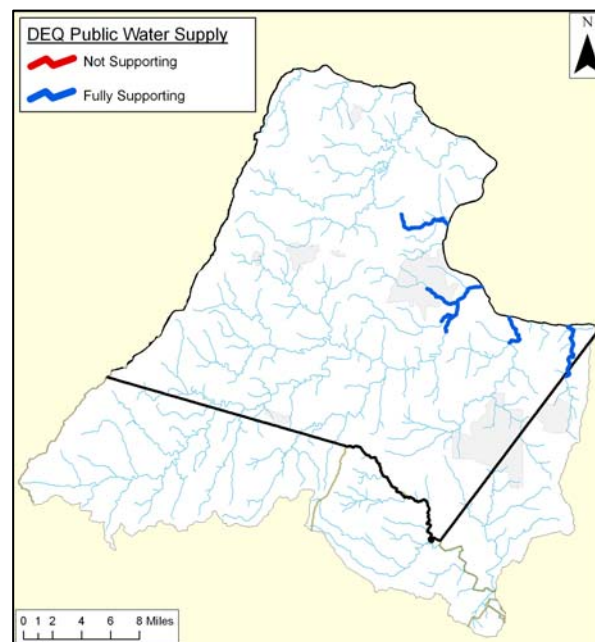 DEQ Public Water Supply
Not Supporting
Fully Supporting
N
0 1 2 4 6 8 Miles